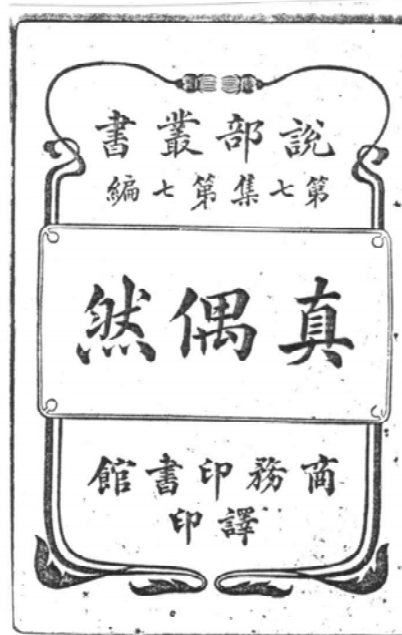 說部叢書
第七集第七編
真偶然
商務印書館
譯印